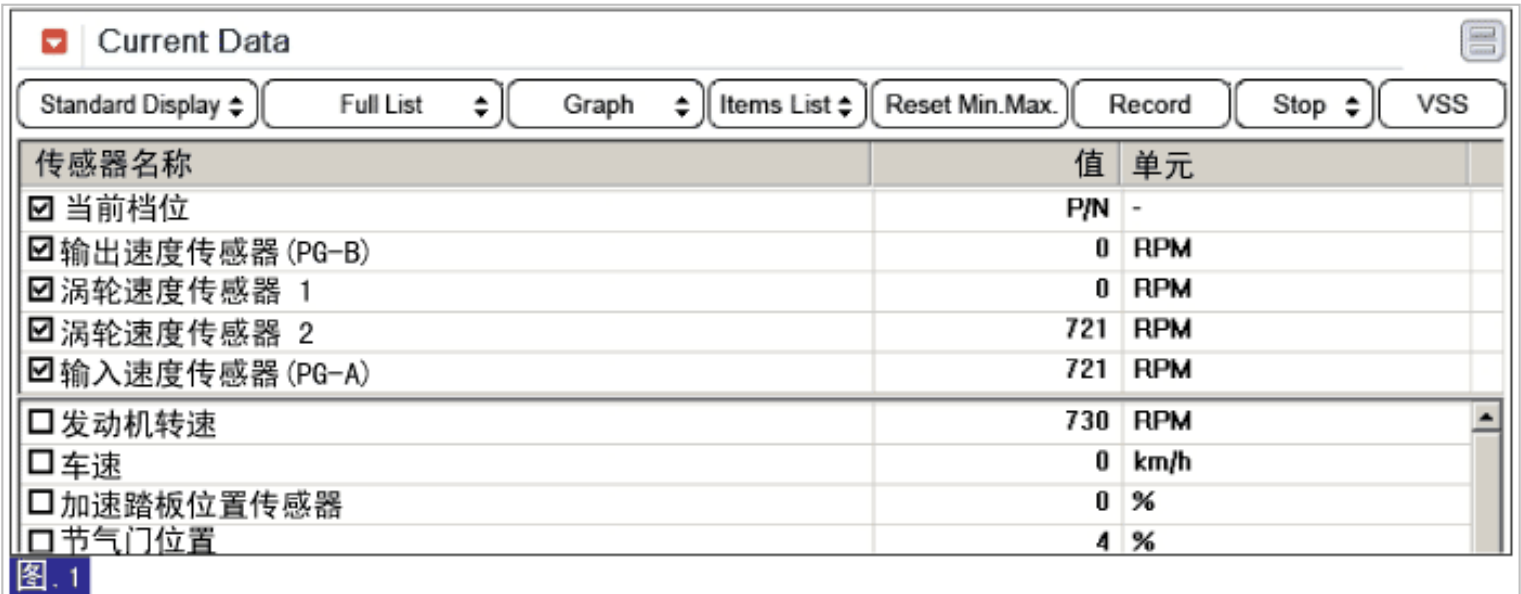 Current Data
Standard Display Full List Graph Items List Reset Min.Max. Record Stop VSS
传感器名称 值 单元
当前档位 P/N -
输出速度传感器(PG-B) 0 RPM
涡轮速度传感器 1 0 RPM
涡轮速度传感器 2 721 RPM
输入速度传感器(PG-A) 721 RPM
发动机转速 730 RPM
车速 0 km/h
加速踏板位置传感器 0 %
节气门位置 4 %
图.1